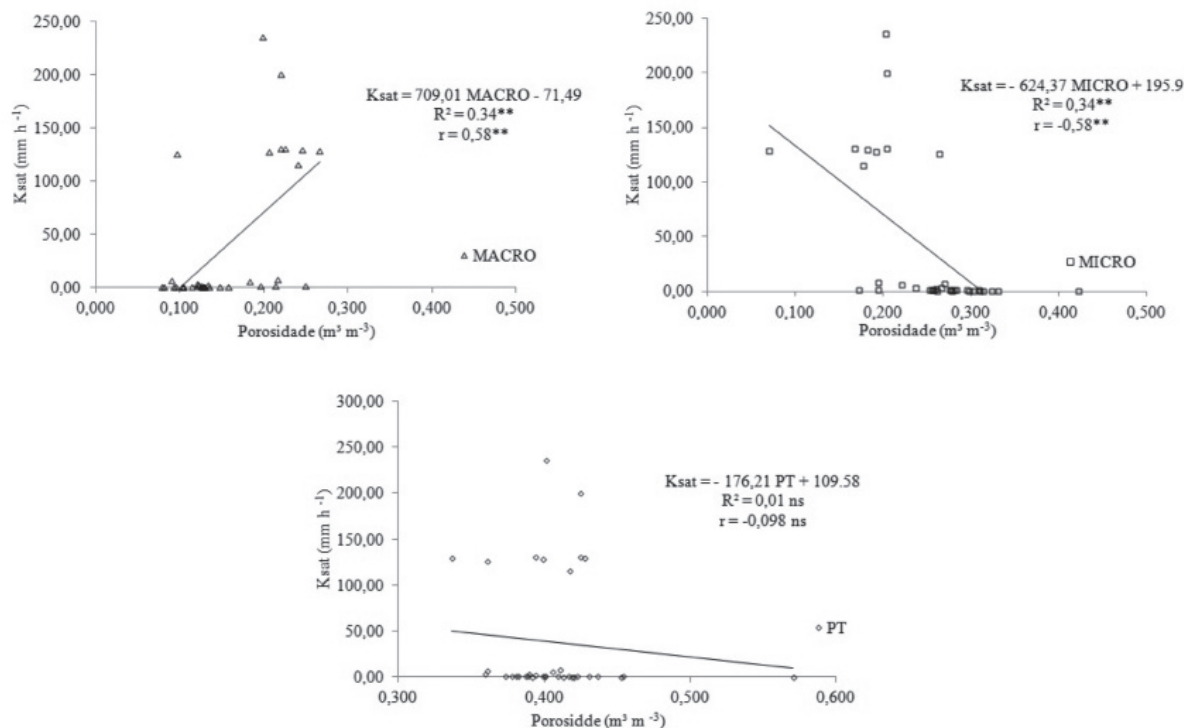 250,00
200,00
150,00
100,00
50,00
0,00
Ksat (mm h⁻¹)
Ksat = 709,01 MACRO - 71,49
R² = 0.34**
r = 0,58**
MACRO
0,000 0,100 0,200 0,300 0,400 0,500
Porosidade (m³ m⁻³)
250,00
200,00
150,00
100,00
50,00
0,00
Ksat (mm h⁻¹)
Ksat = - 624,37 MICRO + 195.9
R² = 0,34**
r = -0,58**
MICRO
0,000 0,100 0,200 0,300 0,400 0,500
Porosidade (m³ m⁻³)
300,00
250,00
200,00
150,00
100,00
50,00
0,00
Ksat (mm h⁻¹)
Ksat = - 176,21 PT + 109.58
R² = 0,01 ns
r = -0,098 ns
PT
0,300 0,400 0,500 0,600
Porosidde (m³ m⁻³)